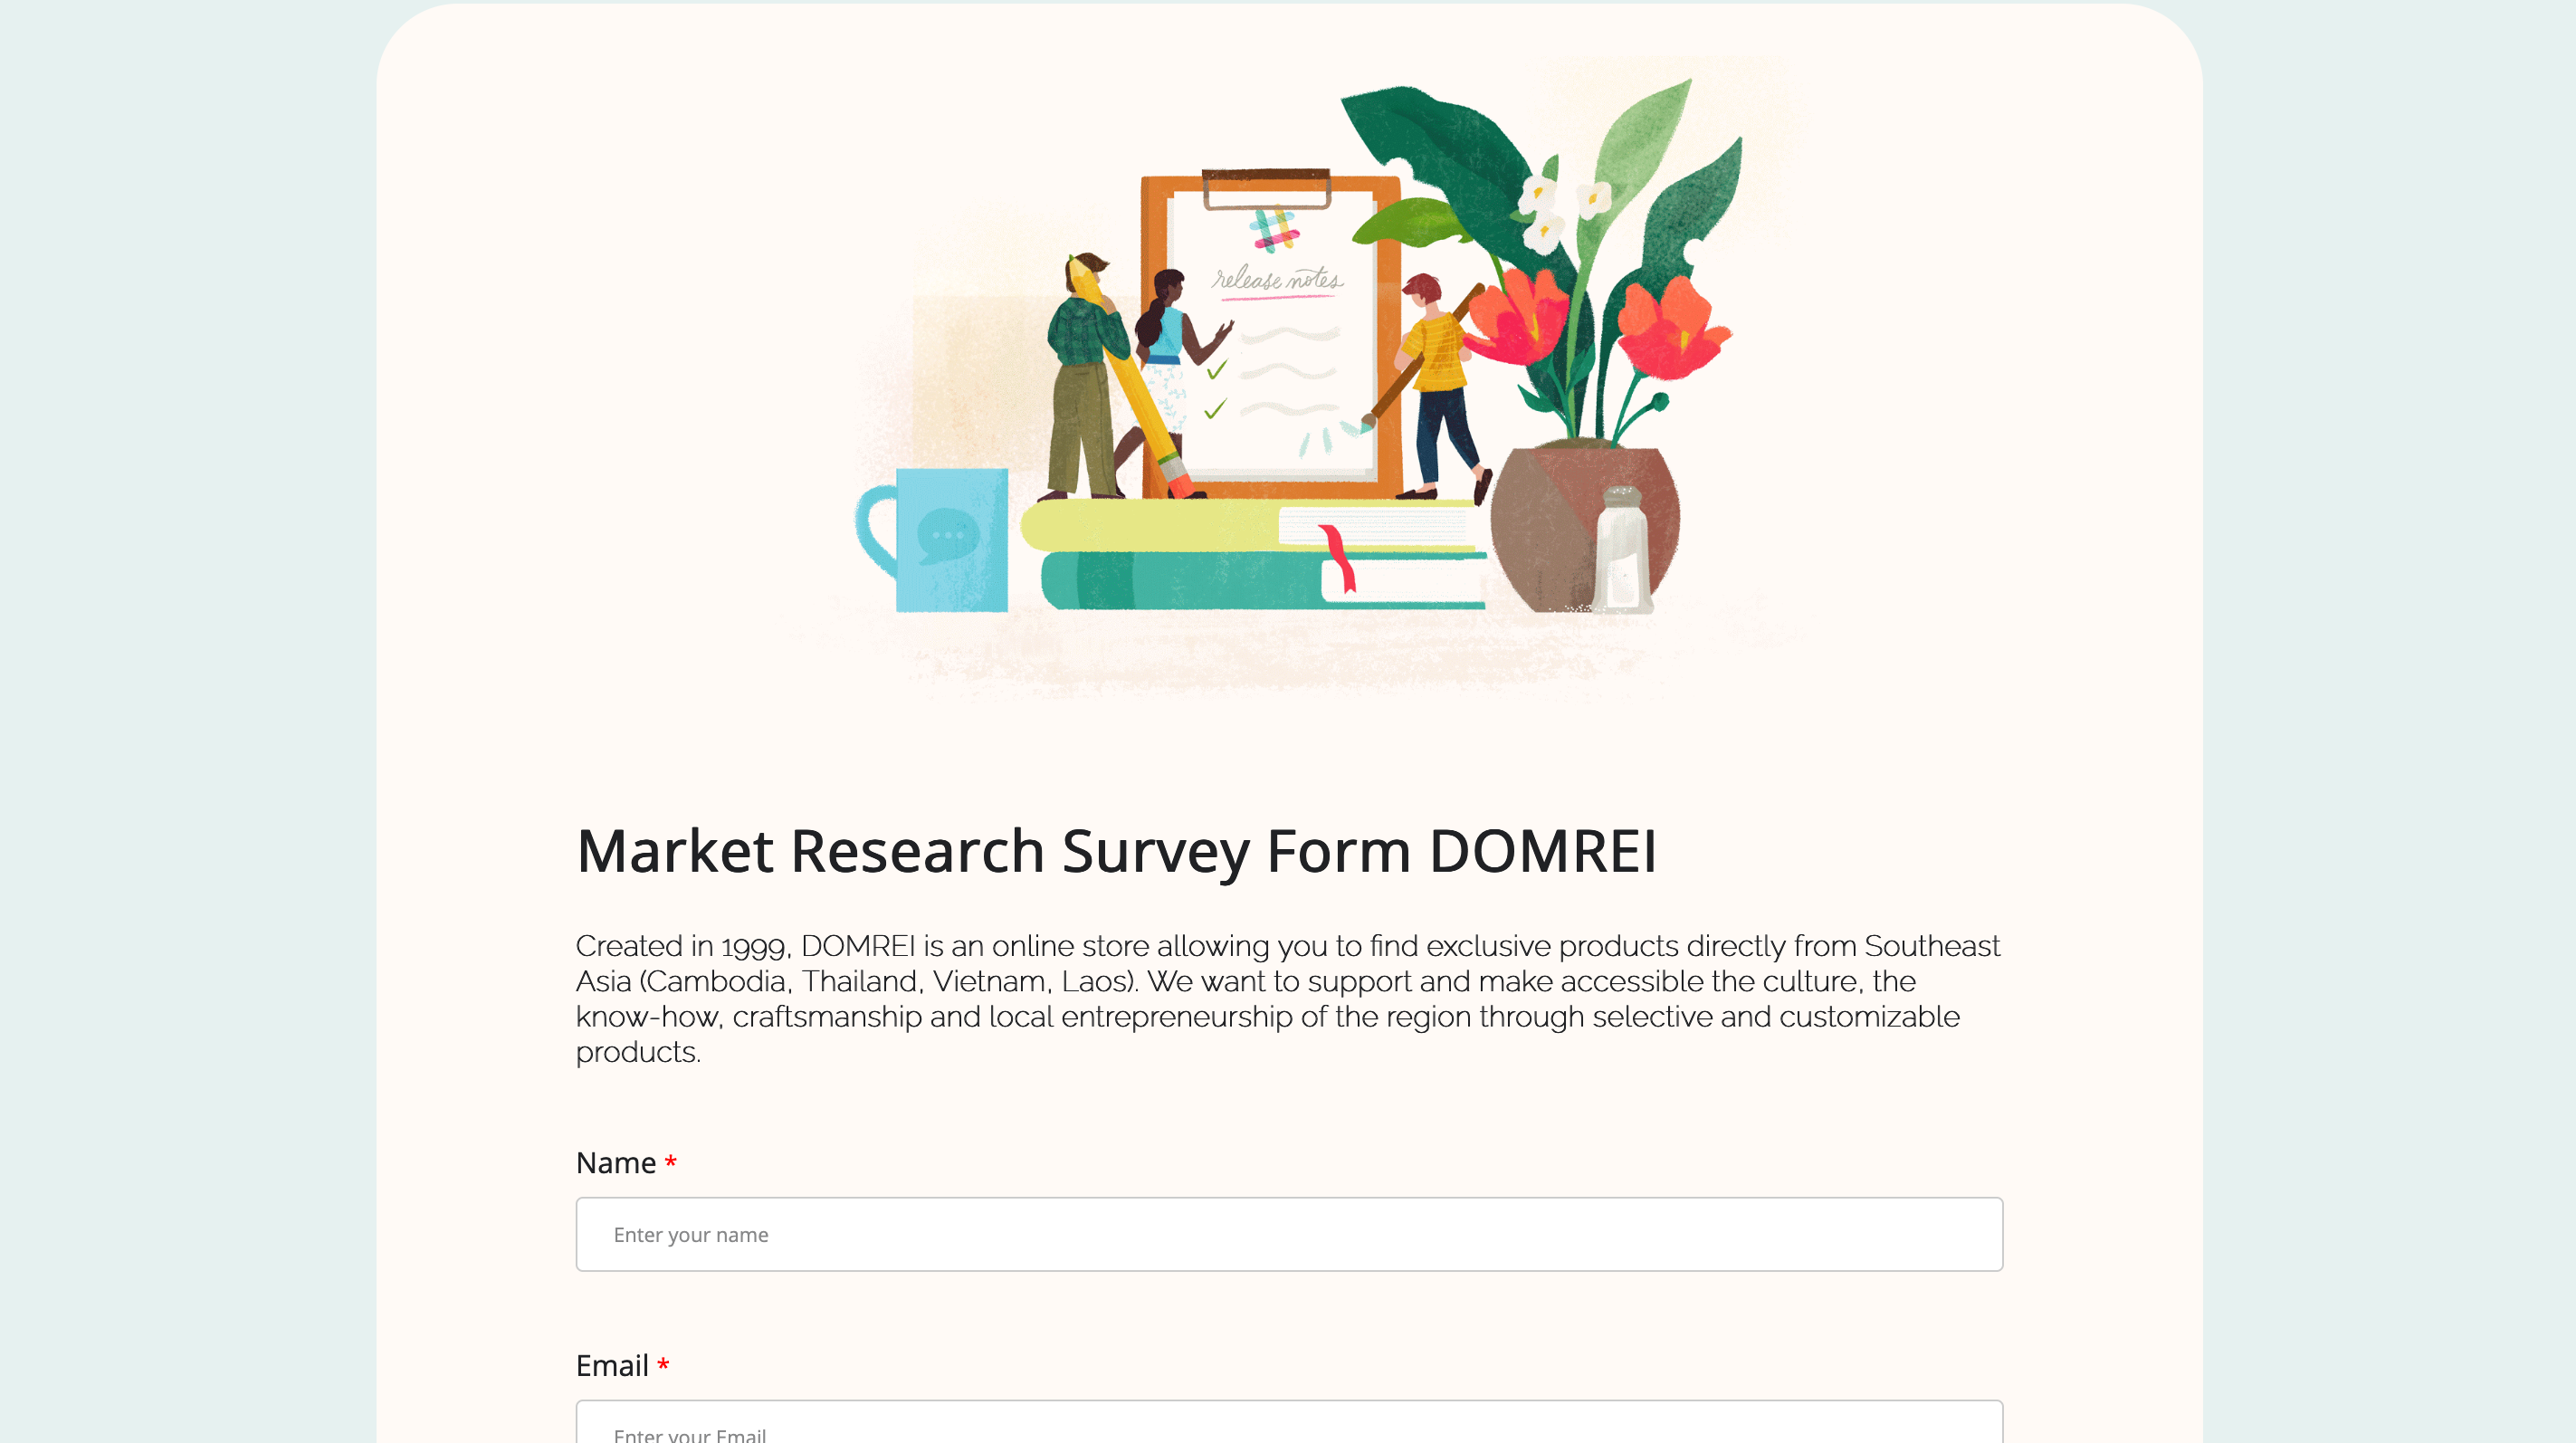 release notes
Market Research Survey Form DOMREI
Created in 1999, DOMREI is an online store allowing you to find exclusive products directly from Southeast
Asia (Cambodia, Thailand, Vietnam, Laos). We want to support and make accessible the culture, the
know-how, craftsmanship and local entrepreneurship of the region through selective and customizable
products.
Name *
Enter your name
Email *
Enter your Email